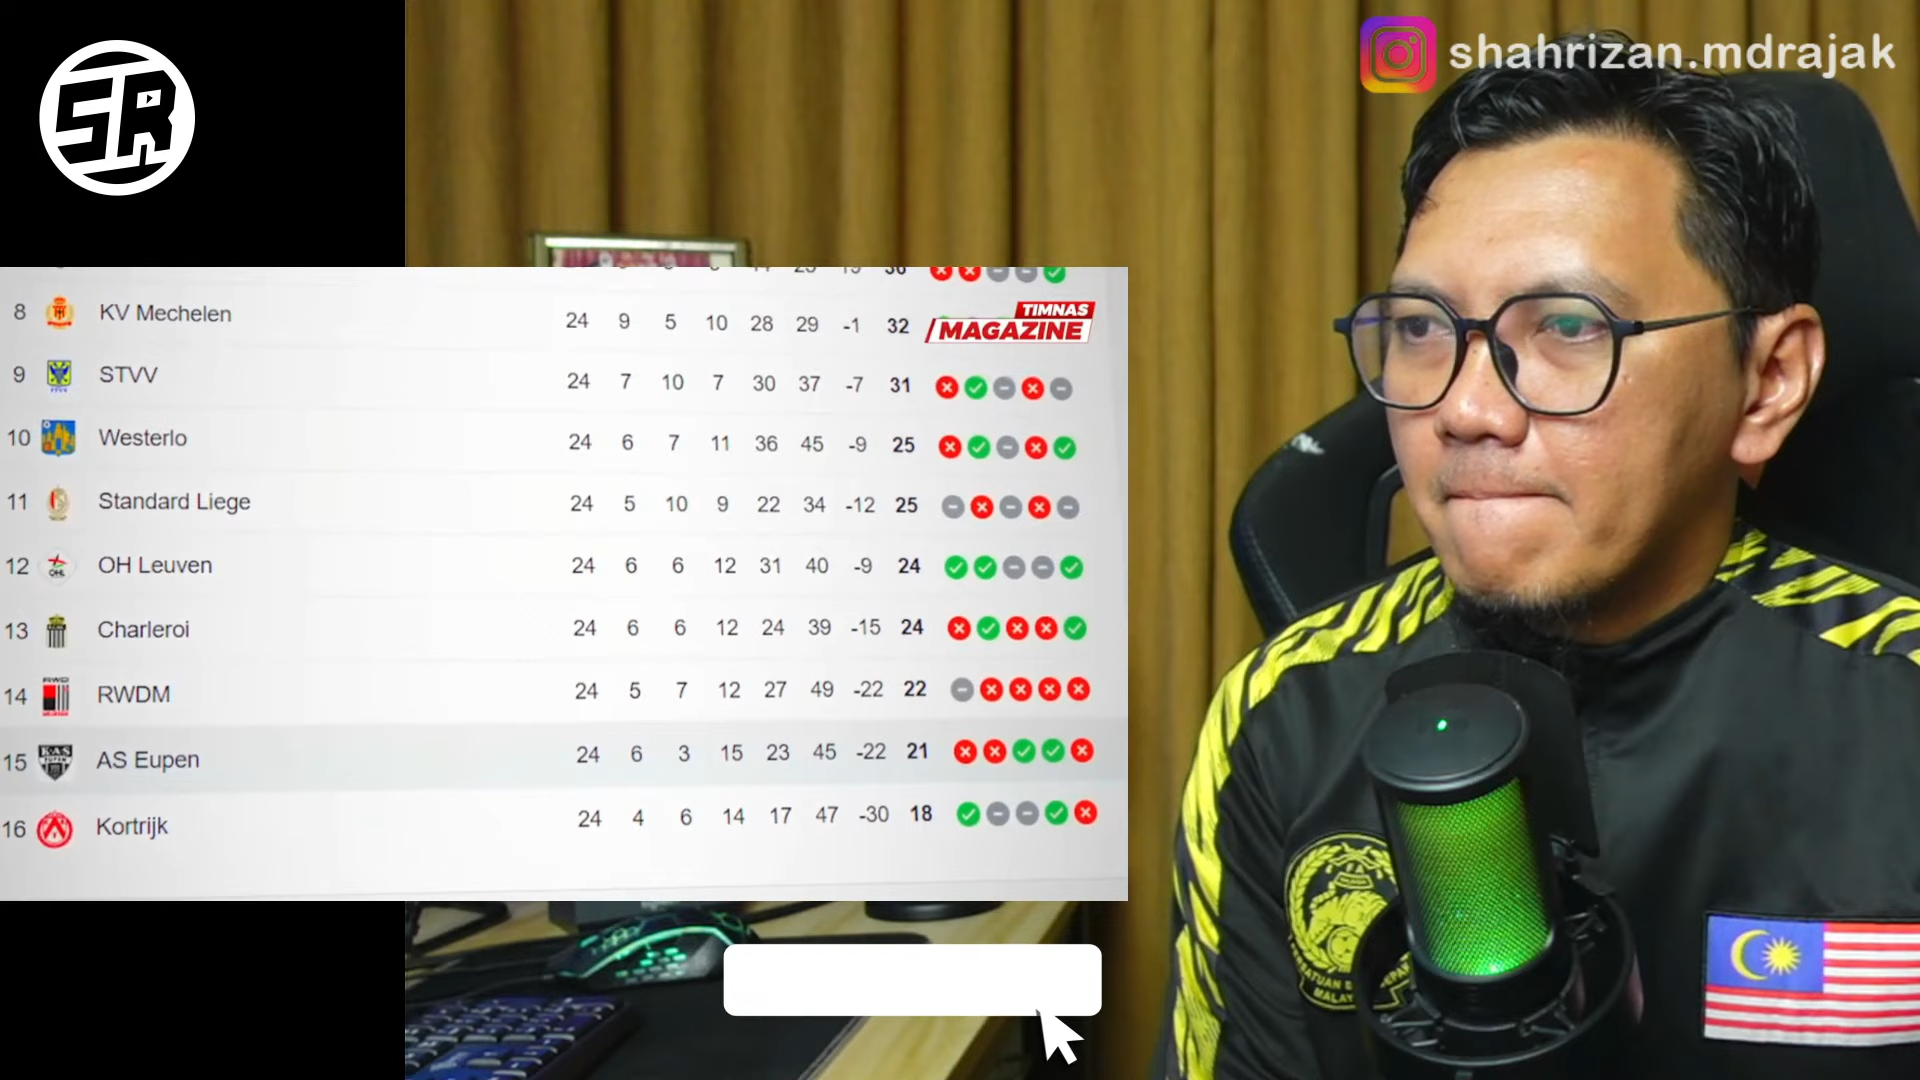 SR
shahrizan.mdrajak
36
TIMNAS
MAGAZINE
8 KV Mechelen 24 9 5 10 28 29 -1 32
9 STVV 24 7 10 7 30 37 -7 31
10 Westerlo 24 6 7 11 36 45 -9 25
11 Standard Liege 24 5 10 9 22 34 -12 25
12 OH Leuven 24 6 6 12 31 40 -9 24
13 Charleroi 24 6 6 12 24 39 -15 24
14 RWDM 24 5 7 12 27 49 -22 22
15 AS Eupen 24 6 3 15 23 45 -22 21
16 Kortrijk 24 4 6 14 17 47 -30 18